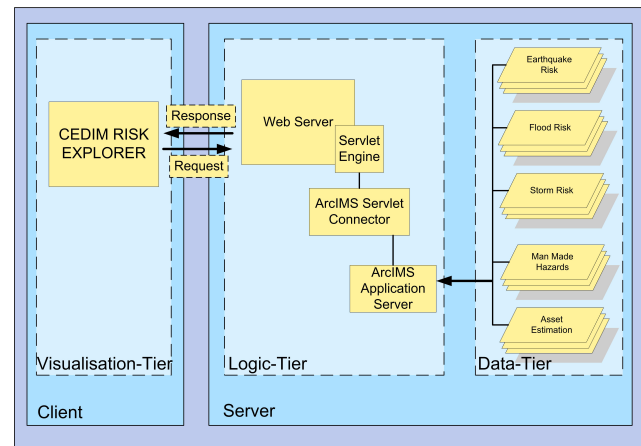 CEDIM RISK
EXPLORER
Response
Request
Web Server
Servlet
Engine
ArcIMS Servlet
Connector
ArcIMS
Application
Server
Earthquake
Risk
Flood Risk
Storm Risk
Man Made
Hazards
Asset
Estimation
Visualisation-Tier
Logic-Tier
Data-Tier
Client
Server